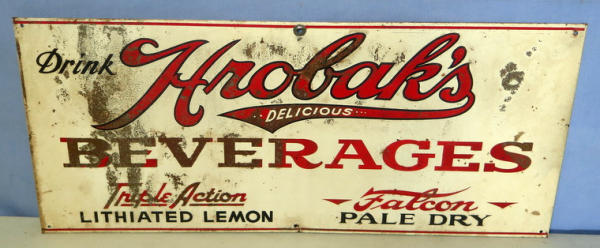 Drink Hrobak's
DELICIOUS
BEVERAGES
Triple Action
LITHIATED LEMON
Falcon
PALE DRY